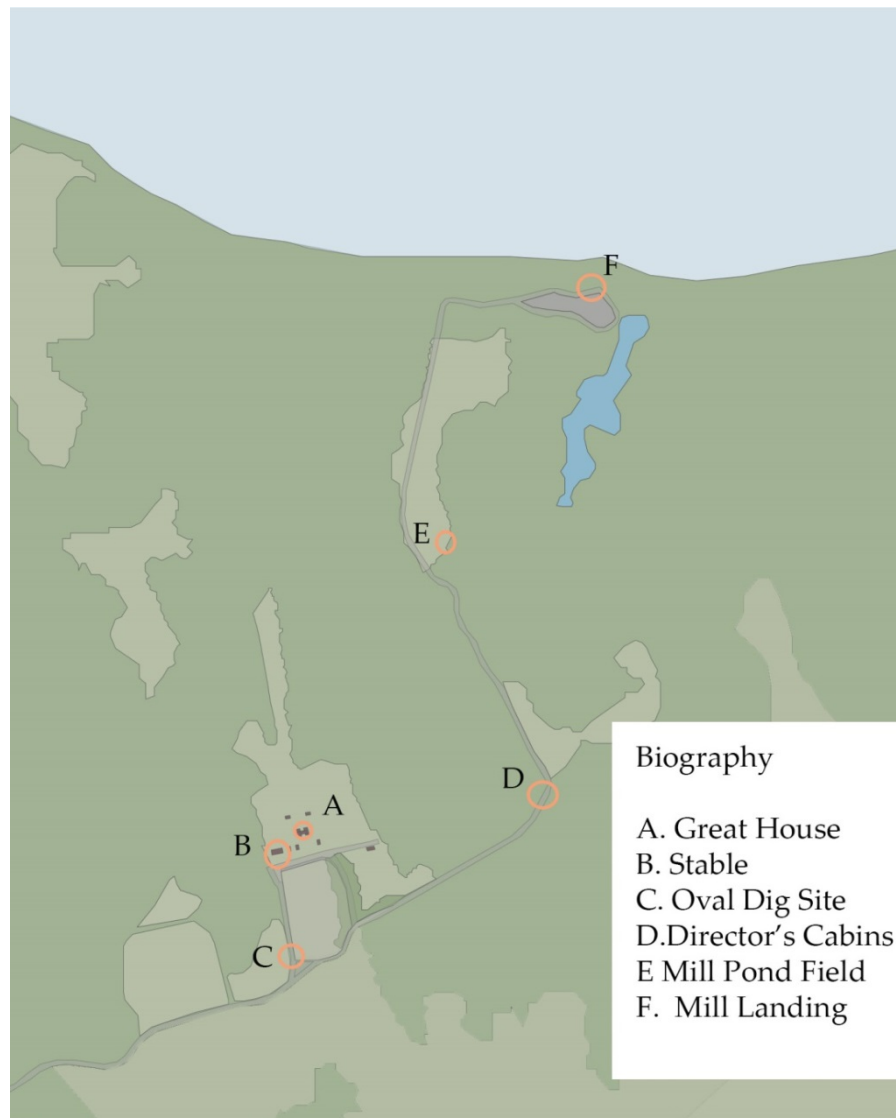 F
E
D
A
B
C
Biography
A. Great House
B. Stable
C. Oval Dig Site
D.Director's Cabins
E Mill Pond Field
F. Mill Landing